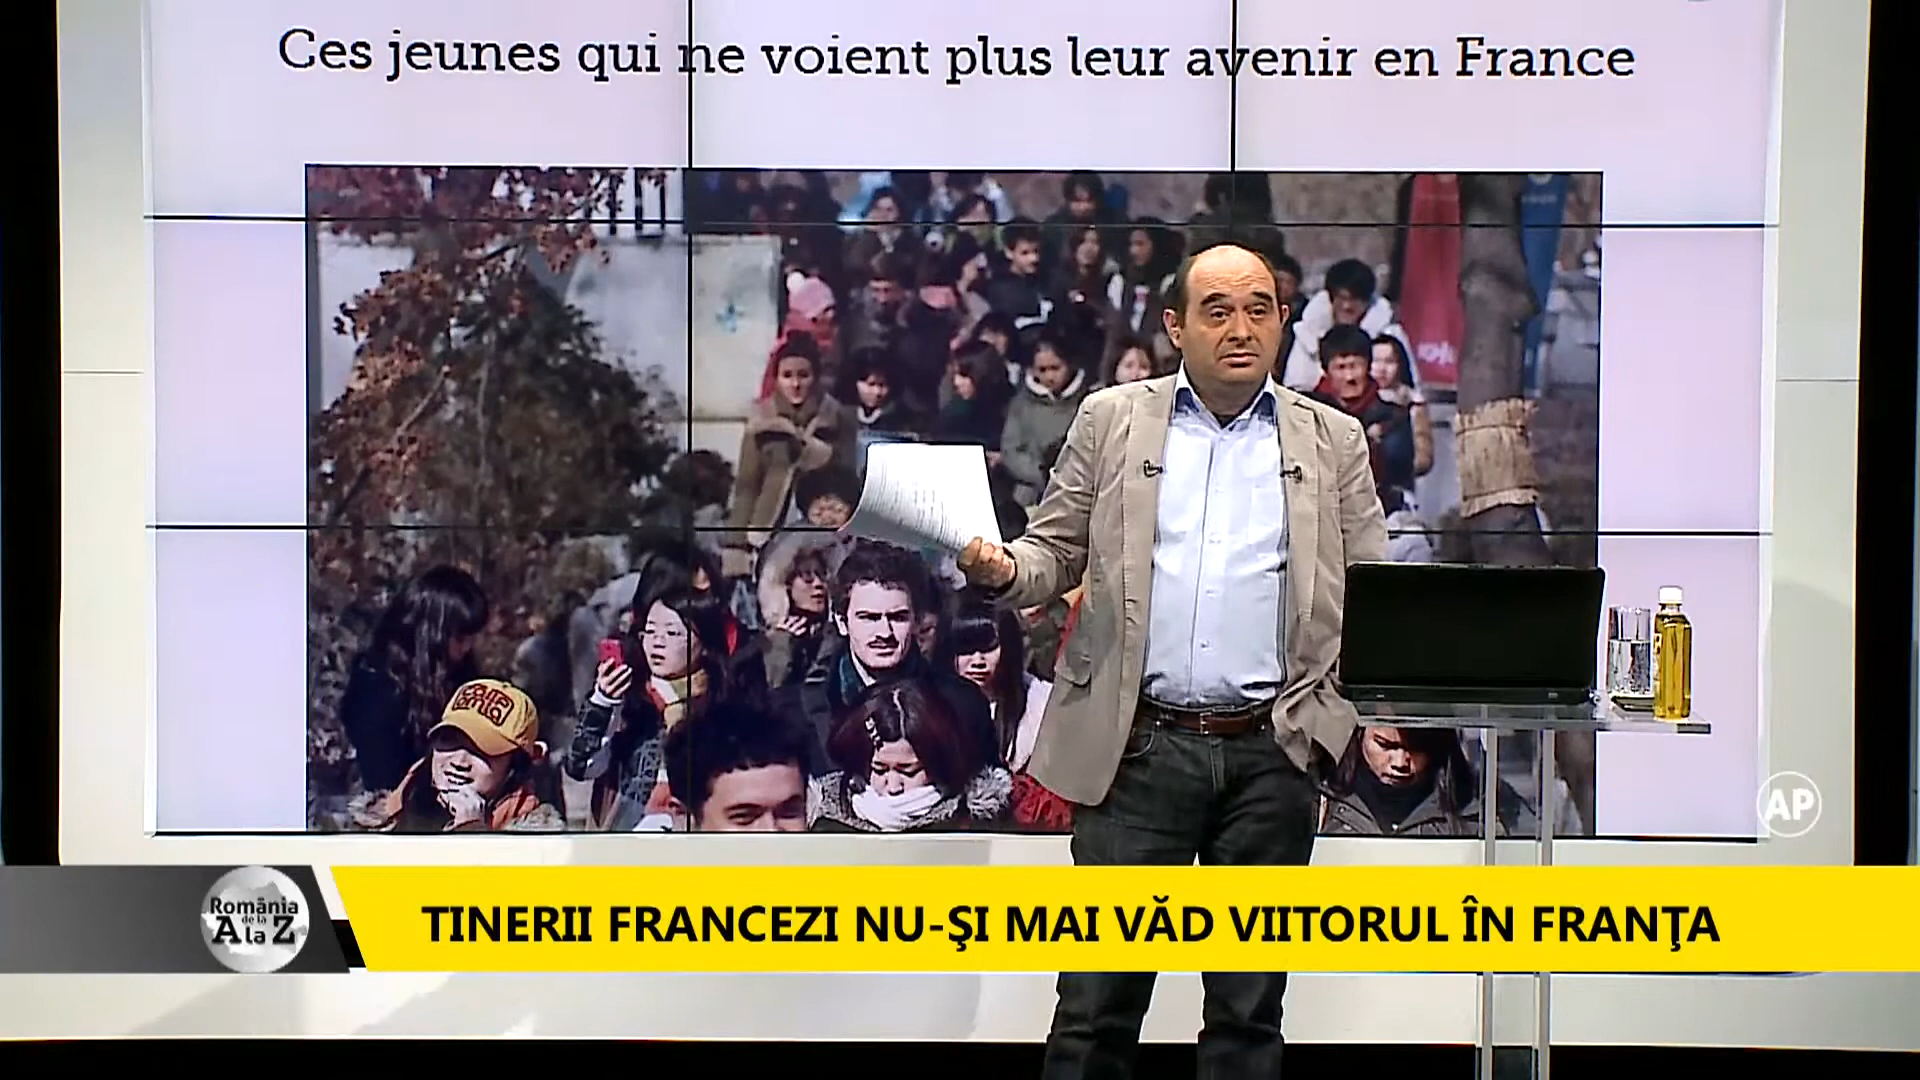 Ces jeunes qui ne voient plus leur avenir en France
AP
România
de la
A la Z
TINERII FRANCEZI NU-ŞI MAI VĂD VIITORUL ÎN FRANŢA